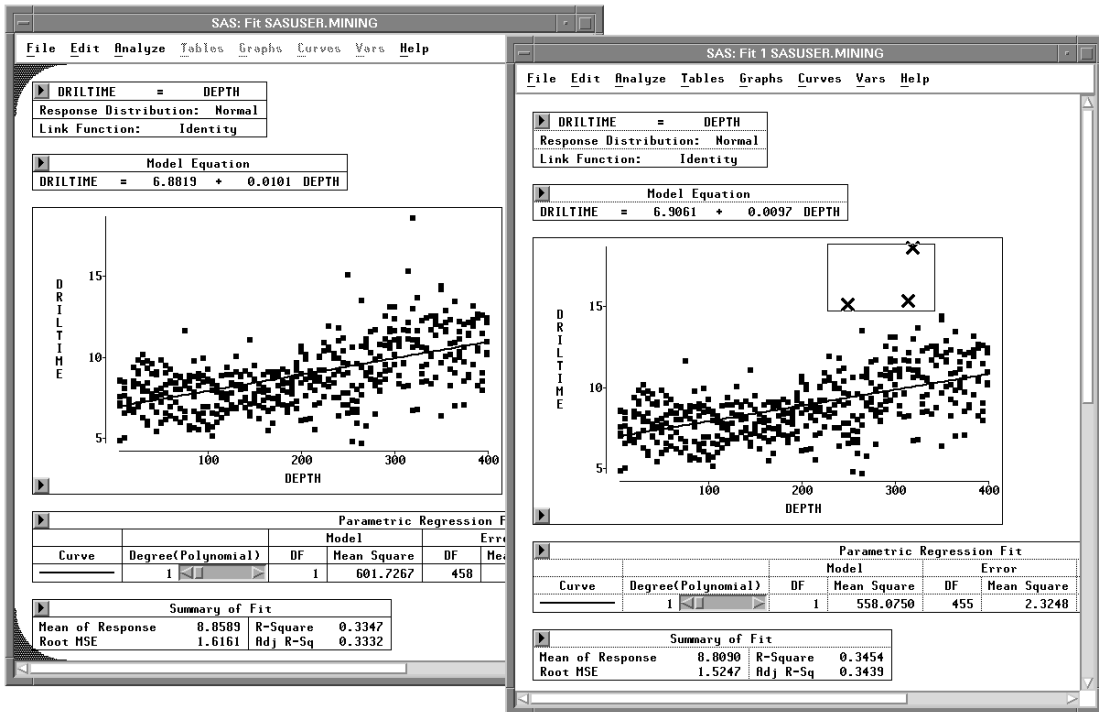 SAS: Fit SASUSER.MINING
File Edit Analyze Tables Graphs Curves Vars Help
DRILTIME = DEPTH
Response Distribution: Normal
Link Function: Identity
Model Equation
DRILTIME = 6.8819 + 0.0101 DEPTH
DRILTIME
15
10
5
100 200 300 400
DEPTH
Parametric Regression F
Model Erro
Curve Degree(Polynomial) DF Mean Square DF Mea
1 1 601.7267 458
Summary of Fit
Mean of Response 8.8589 R-Square 0.3347
Root MSE 1.6161 Adj R-Sq 0.3332
SAS: Fit 1 SASUSER.MINING
File Edit Analyze Tables Graphs Curves Vars Help
DRILTIME = DEPTH
Response Distribution: Normal
Link Function: Identity
Model Equation
DRILTIME = 6.9061 + 0.0097 DEPTH
DRILTIME
15
10
5
100 200 300 400
DEPTH
Parametric Regression Fit
Model Error
Curve Degree(Polynomial) DF Mean Square DF Mean Square
1 1 558.0750 455 2.3248
Summary of Fit
Mean of Response 8.8090 R-Square 0.3454
Root MSE 1.5247 Adj R-Sq 0.3439